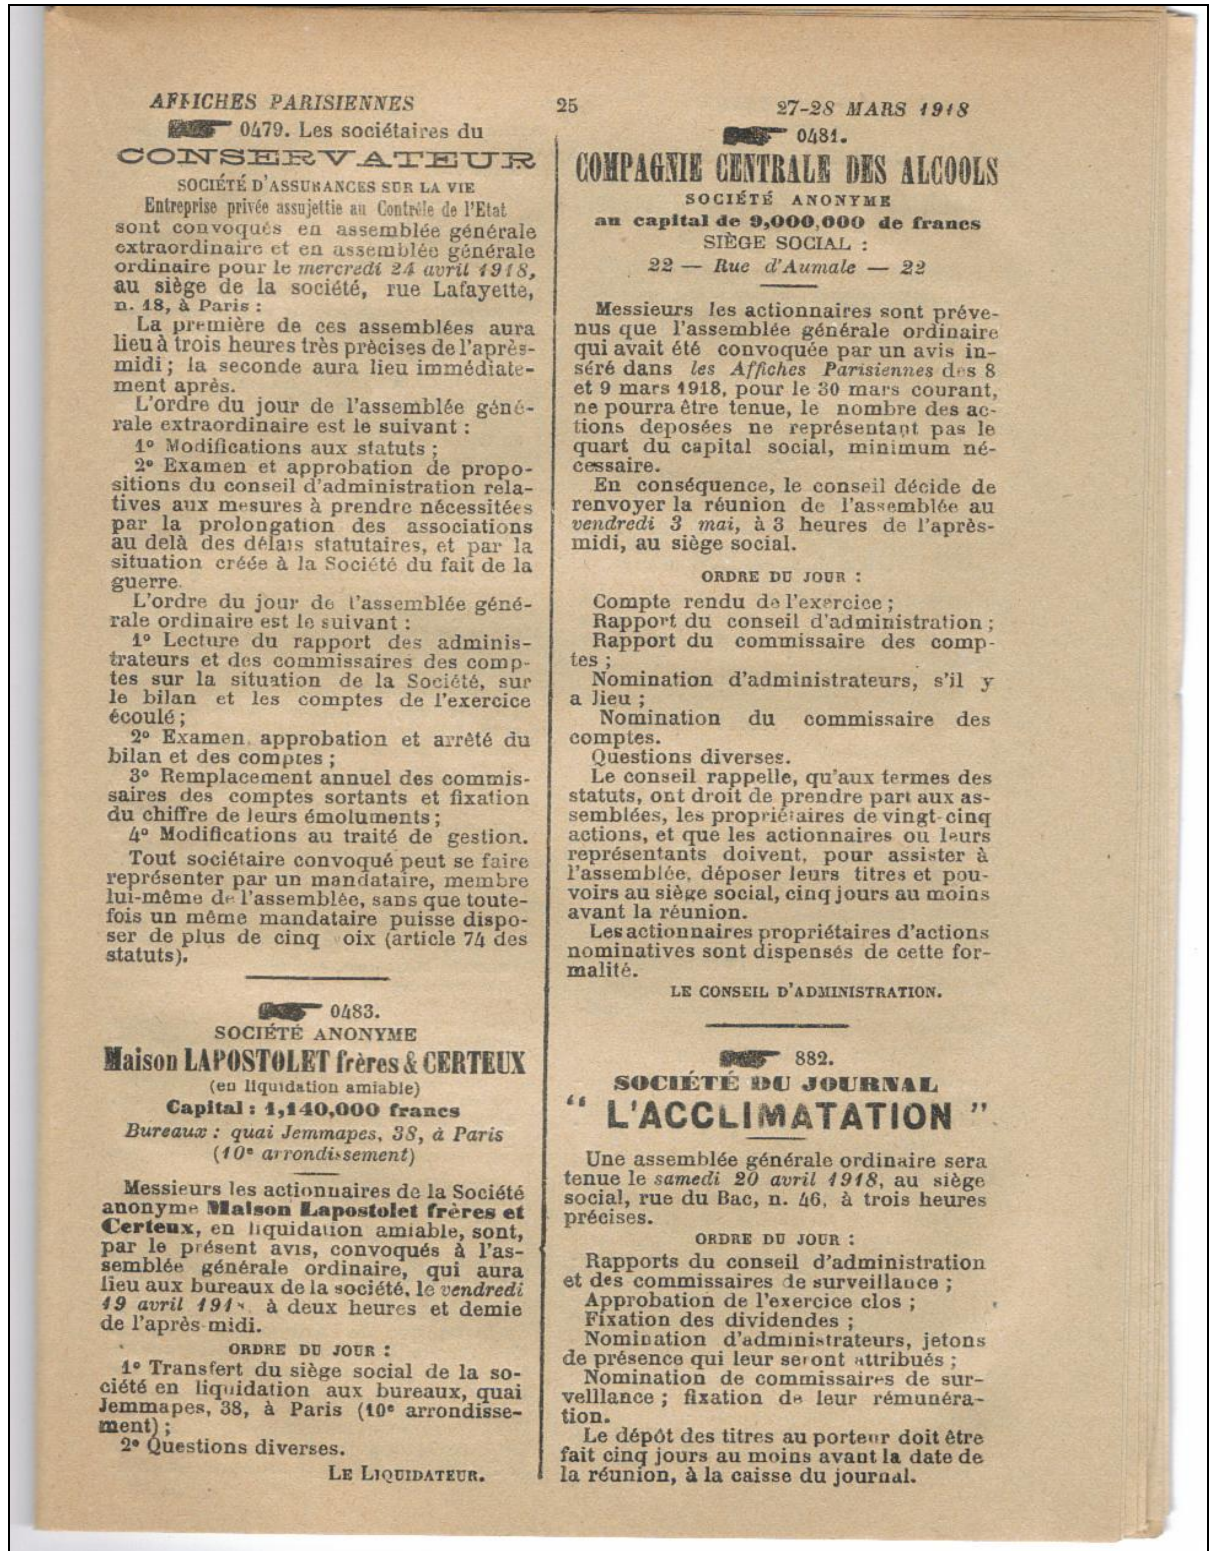 AFFICHES PARISIENNES 25 27-28 MARS 1918
0479. Les sociétaires du
CONSERVATEUR
SOCIÉTÉ D'ASSURANCES SUR LA VIE
Entreprise privée assujettie au Contrôle de l'Etat
sont convoqués en assemblée générale
extraordinaire et en assemblée générale
ordinaire pour le mercredi 24 avril 1918,
au siège de la société, rue Lafayette,
n. 18, à Paris :
La première de ces assemblées aura
lieu à trois heures très précises de l'après-
midi ; la seconde aura lieu immédiate-
ment après.
L'ordre du jour de l'assemblée géné-
rale extraordinaire est le suivant :
1° Modifications aux statuts ;
2° Examen et approbation de propo-
sitions du conseil d'administration rela-
tives aux mesures à prendre nécessitées
par la prolongation des associations
au delà des délais statutaires, et par la
situation créée à la Société du fait de la
guerre.
L'ordre du jour de l'assemblée géné-
rale ordinaire est le suivant :
1° Lecture du rapport des adminis-
trateurs et des commissaires des comp-
tes sur la situation de la Société, sur
le bilan et les comptes de l'exercice
écoulé ;
2° Examen, approbation et arrêté du
bilan et des comptes ;
3° Remplacement annuel des commis-
saires des comptes sortants et fixation
du chiffre de leurs émoluments ;
4° Modifications au traité de gestion.
Tout sociétaire convoqué peut se faire
représenter par un mandataire, membre
lui-même de l'assemblée, sans que toute-
fois un même mandataire puisse dispo-
ser de plus de cinq oix (article 74 des
statuts).
0483.
SOCIÉTÉ ANONYME
Maison LAPOSTOLET frères & CERTEUX
(en liquidation amiable)
Capital : 1,140,000 francs
Bureaux : quai Jemmapes, 38, à Paris
(10e arrondissement)
Messieurs les actionnaires de la Société
anonyme Maison Lapostolet frères et
Certeux, en liquidation amiable, sont,
par le présent avis, convoqués à l'as-
semblée générale ordinaire, qui aura
lieu aux bureaux de la société, le vendredi
19 avril 191 , à deux heures et demie
de l'après-midi.
ORDRE DU JOUR :
1° Transfert du siège social de la so-
ciété en liquidation aux bureaux, quai
Jemmapes, 38, à Paris (10e arrondisse-
ment) ;
2° Questions diverses.
LE LIQUIDATEUR.
0481.
COMPAGNIE CENTRALE DES ALCOOLS
SOCIÉTÉ ANONYME
au capital de 9,000,000 de francs
SIÈGE SOCIAL :
22 — Rue d'Aumale — 22
Messieurs les actionnaires sont préve-
nus que l'assemblée générale ordinaire
qui avait été convoquée par un avis in-
séré dans les Affiches Parisiennes des 8
et 9 mars 1918, pour le 30 mars courant,
ne pourra être tenue, le nombre des ac-
tions deposées ne représentant pas le
quart du capital social, minimum né-
cessaire.
En conséquence, le conseil décide de
renvoyer la réunion de l'assemblée au
vendredi 3 mai, à 3 heures de l'après-
midi, au siège social.
ORDRE DU JOUR :
Compte rendu de l'exercice ;
Rapport du conseil d'administration ;
Rapport du commissaire des comp-
tes ;
Nomination d'administrateurs, s'il y
a lieu ;
Nomination du commissaire des
comptes.
Questions diverses.
Le conseil rappelle, qu'aux termes des
statuts, ont droit de prendre part aux as-
semblées, les propriétaires de vingt-cinq
actions, et que les actionnaires ou leurs
représentants doivent, pour assister à
l'assemblée, déposer leurs titres et pou-
voirs au siège social, cinq jours au moins
avant la réunion.
Les actionnaires propriétaires d'actions
nominatives sont dispensés de cette for-
malité.
LE CONSEIL D'ADMINISTRATION.
882.
SOCIÉTÉ DU JOURNAL
" L'ACCLIMATATION "
Une assemblée générale ordinaire sera
tenue le samedi 20 avril 1918, au siège
social, rue du Bac, n. 46, à trois heures
précises.
ORDRE DU JOUR :
Rapports du conseil d'administration
et des commissaires de surveillance ;
Approbation de l'exercice clos ;
Fixation des dividendes ;
Nomination d'administrateurs, jetons
de présence qui leur seront attribués ;
Nomination de commissaires de sur-
velllance ; fixation de leur rémunéra-
tion.
Le dépôt des titres au porteur doit être
fait cinq jours au moins avant la date de
la réunion, à la caisse du journal.